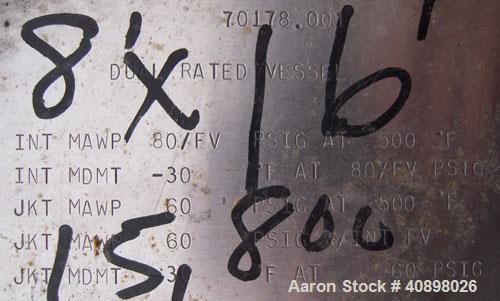 70178.001
8'x 16'
DUAL RATED VESSEL
INT MAWP 80/FV PSIG AT 500 °F
INT MDMT -30 °F AT 80/FV PSIG
JKT MAWP 60 PSIG AT 500 °F
JKT MAWP 60 PSIG W/INT FV
JKT MDMT -30 °F AT 60 PSIG
15,800
Aaron Stock # 40898026